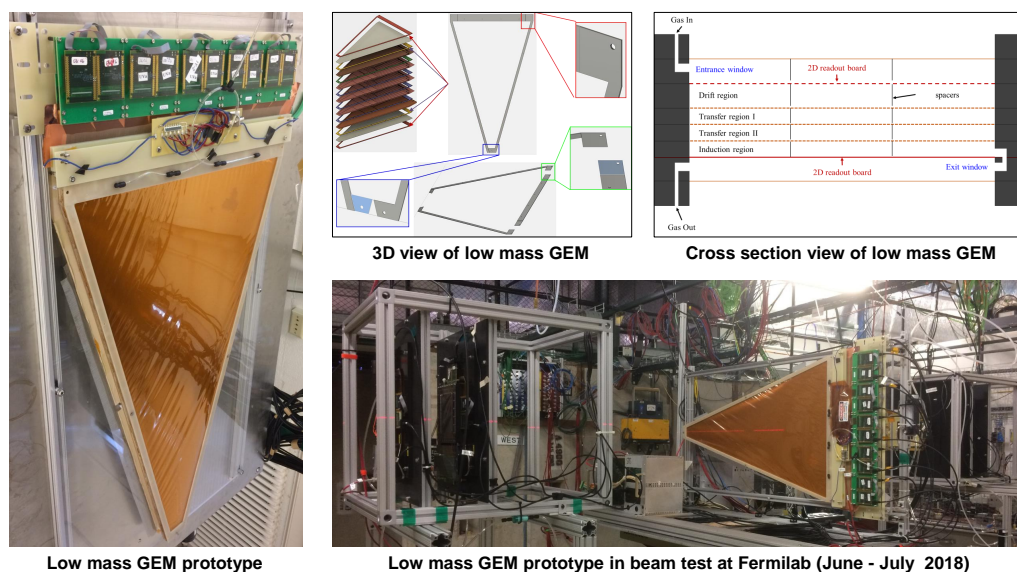 Gas In
Entrance window
2D readout board
Drift region
spacers
Transfer region I
Transfer region II
Induction region
Exit window
2D readout board
Gas Out
3D view of low mass GEM
Cross section view of low mass GEM
WEST
Low mass GEM prototype
Low mass GEM prototype in beam test at Fermilab (June - July 2018)